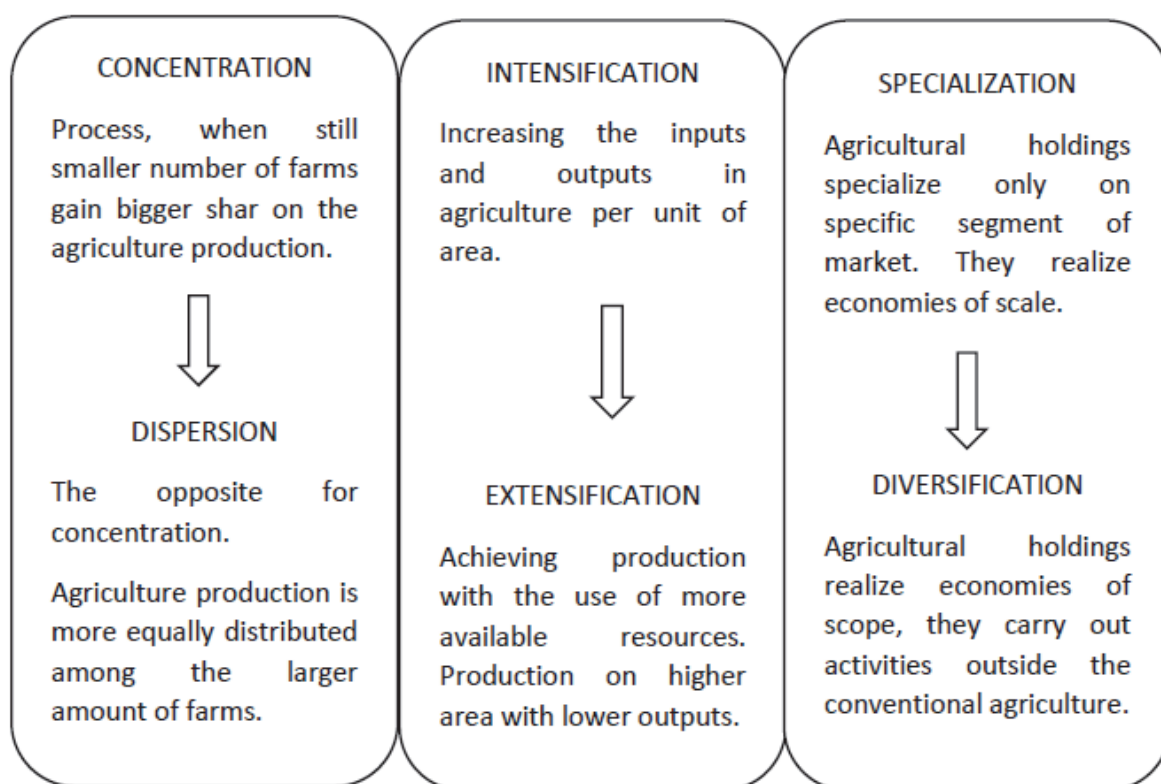 CONCENTRATION
Process, when still
smaller number of farms
gain bigger shar on the
agriculture production.
DISPERSION
The opposite for
concentration.
Agriculture production is
more equally distributed
among the larger
amount of farms.
INTENSIFICATION
Increasing the inputs
and outputs in
agriculture per unit of
area.
EXTENSIFICATION
Achieving production
with the use of more
available resources.
Production on higher
area with lower outputs.
SPECIALIZATION
Agricultural holdings
specialize only on
specific segment of
market. They realize
economies of scale.
DIVERSIFICATION
Agricultural holdings
realize economies of
scope, they carry out
activities outside the
conventional agriculture.